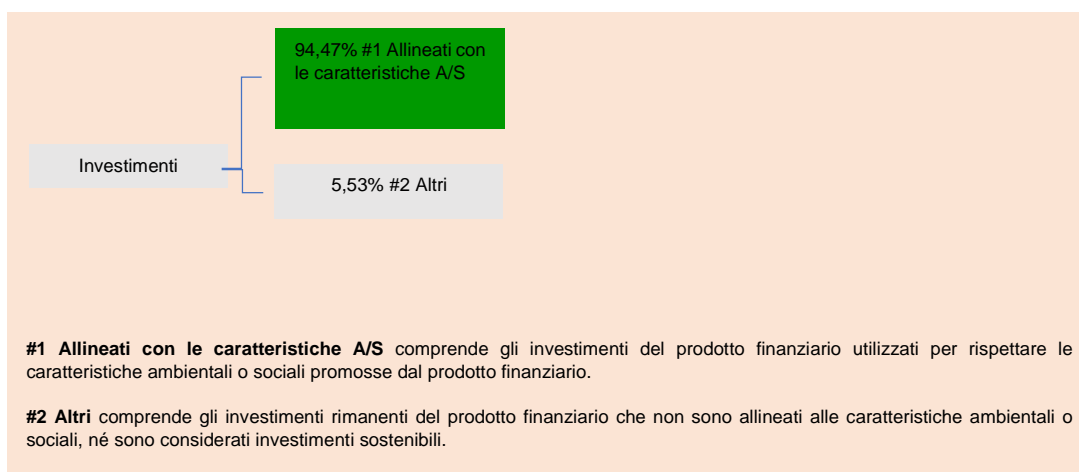 94,47% #1 Allineati con
le caratteristiche A/S
Investimenti
5,53% #2 Altri
#1 Allineati con le caratteristiche A/S comprende gli investimenti del prodotto finanziario utilizzati per rispettare le
caratteristiche ambientali o sociali promosse dal prodotto finanziario.
#2 Altri comprende gli investimenti rimanenti del prodotto finanziario che non sono allineati alle caratteristiche ambientali o
sociali, né sono considerati investimenti sostenibili.